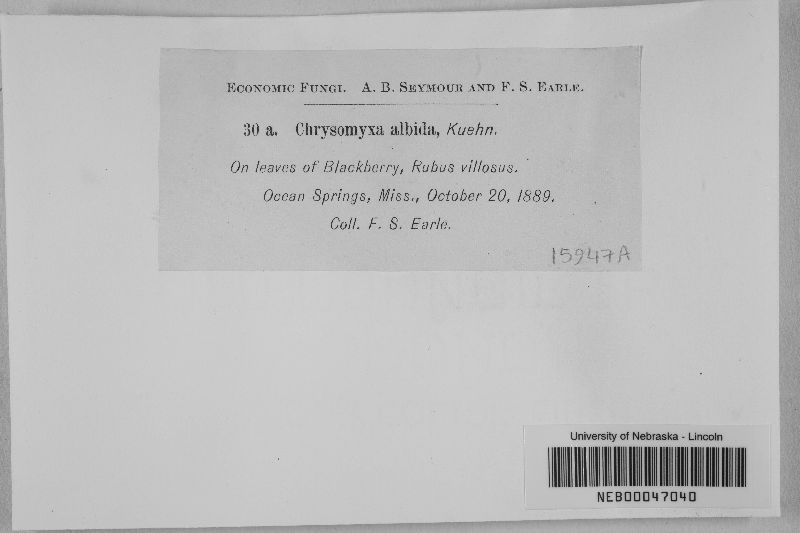 Economic Fungi. A. B. Seymour and F. S. Earle.
30 a. Chrysomyxa albida, Kuehn.
On leaves of Blackberry, Rubus villosus.
Ocean Springs, Miss., October 20, 1889.
Coll. F. S. Earle.
15947A
University of Nebraska - Lincoln
NEB00047040